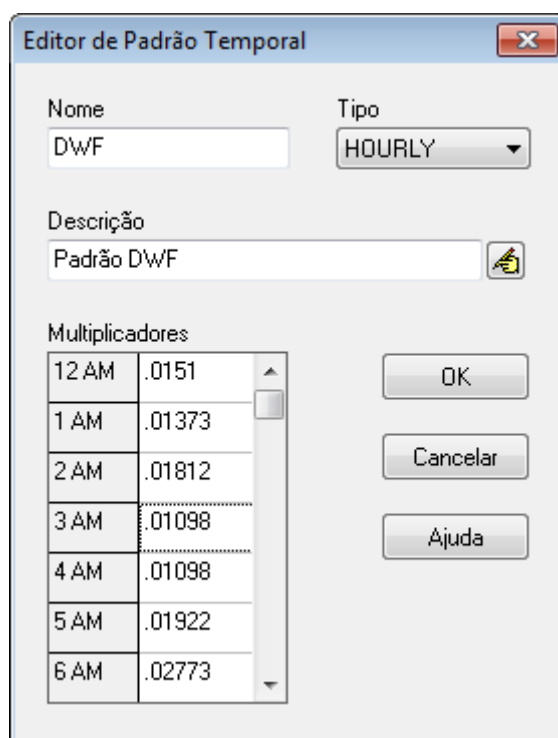 Editor de Padrão Temporal
Nome Tipo
DWF HOURLY
Descrição
Padrão DWF
Multiplicadores
12 AM .0151
1 AM .01373
2 AM .01812
3 AM .01098
4 AM .01098
5 AM .01922
6 AM .02773
OK
Cancelar
Ajuda